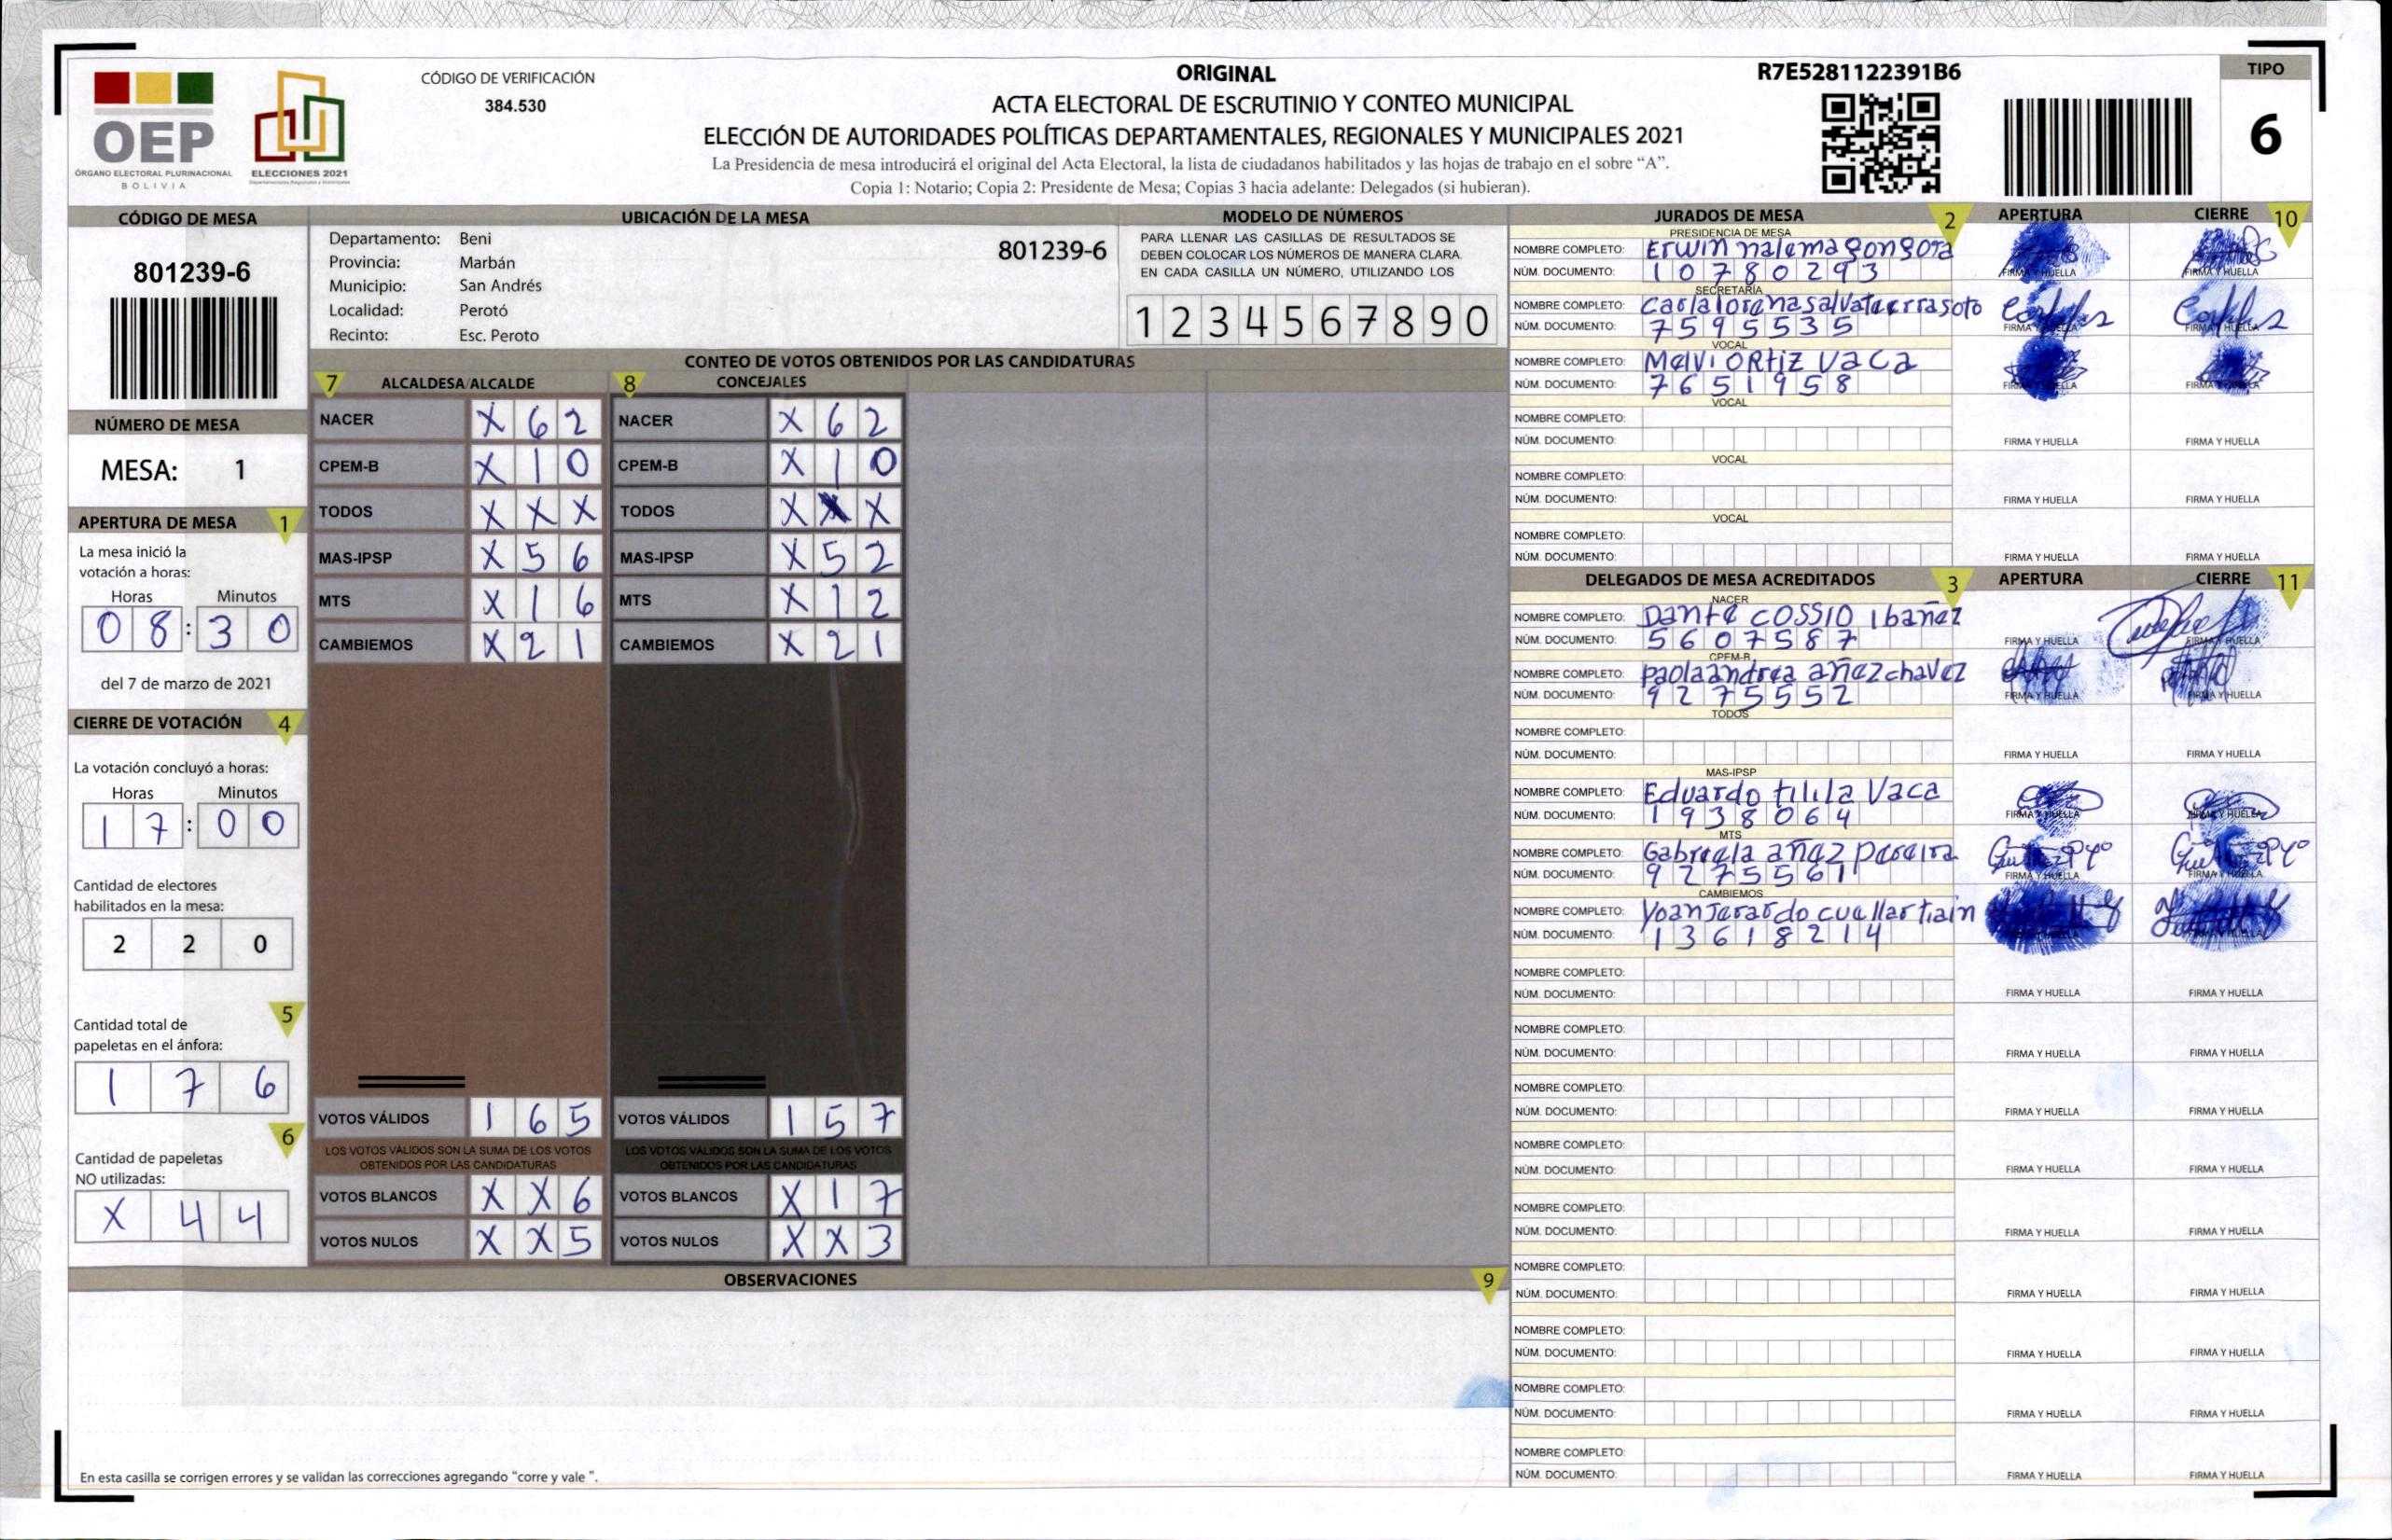 OEP
ÓRGANO ELECTORAL PLURINACIONAL
BOLIVIA
ELECCIONES 2021
CÓDIGO DE VERIFICACIÓN
384.530
ORIGINAL
ACTA ELECTORAL DE ESCRUTINIO Y CONTEO MUNICIPAL
ELECCIÓN DE AUTORIDADES POLÍTICAS DEPARTAMENTALES, REGIONALES Y MUNICIPALES 2021
La Presidencia de mesa introducirá el original del Acta Electoral, la lista de ciudadanos habilitados y las hojas de trabajo en el sobre “A”.
Copia 1: Notario; Copia 2: Presidente de Mesa; Copias 3 hacia adelante: Delegados (si hubieran).
R7E5281122391B6
TIPO
6
CÓDIGO DE MESA
801239-6
NÚMERO DE MESA
MESA: 1
APERTURA DE MESA 1
La mesa inició la
votación a horas:
Horas Minutos
0 8 : 3 0
del 7 de marzo de 2021
CIERRE DE VOTACIÓN 4
La votación concluyó a horas:
Horas Minutos
1 7 : 0 0
Cantidad de electores
habilitados en la mesa:
2 2 0
5
Cantidad total de
papeletas en el ánfora:
1 7 6
6
Cantidad de papeletas
NO utilizadas:
X 4 4
UBICACIÓN DE LA MESA
Departamento: Beni
Provincia: Marbán
Municipio: San Andrés
Localidad: Perotó
Recinto: Esc. Peroto
801239-6
MODELO DE NÚMEROS
PARA LLENAR LAS CASILLAS DE RESULTADOS SE
DEBEN COLOCAR LOS NÚMEROS DE MANERA CLARA.
EN CADA CASILLA UN NÚMERO, UTILIZANDO LOS
1 2 3 4 5 6 7 8 9 0
CONTEO DE VOTOS OBTENIDOS POR LAS CANDIDATURAS
7 ALCALDESA/ALCALDE
NACER X 6 2
CPEM-B X 1 0
TODOS X X X
MAS-IPSP X 5 6
MTS X 1 6
CAMBIEMOS X 2 1
VOTOS VÁLIDOS 1 6 5
LOS VOTOS VÁLIDOS SON LA SUMA DE LOS VOTOS
OBTENIDOS POR LAS CANDIDATURAS
VOTOS BLANCOS X X 6
VOTOS NULOS X X 5
8 CONCEJALES
NACER X 6 2
CPEM-B X 1 0
TODOS X X X
MAS-IPSP X 5 2
MTS X 1 2
CAMBIEMOS X 2 1
VOTOS VÁLIDOS 1 5 7
LOS VOTOS VÁLIDOS SON LA SUMA DE LOS VOTOS
OBTENIDOS POR LAS CANDIDATURAS
VOTOS BLANCOS X 1 7
VOTOS NULOS X X 3
OBSERVACIONES 9
En esta casilla se corrigen errores y se validan las correcciones agregando “corre y vale ”.
JURADOS DE MESA 2 APERTURA CIERRE 10
PRESIDENCIA DE MESA
NOMBRE COMPLETO: Erwin nalema gongora
NÚM. DOCUMENTO: 10780293 FIRMA Y HUELLA FIRMA Y HUELLA
SECRETARÍA
NOMBRE COMPLETO: Carla lorena salvatierra soto
NÚM. DOCUMENTO: 7595535 FIRMA Y HUELLA FIRMA Y HUELLA
VOCAL
NOMBRE COMPLETO: Melvi ORtiz Vaca
NÚM. DOCUMENTO: 7651958 FIRMA Y HUELLA FIRMA Y HUELLA
VOCAL
NOMBRE COMPLETO:
NÚM. DOCUMENTO: FIRMA Y HUELLA FIRMA Y HUELLA
VOCAL
NOMBRE COMPLETO:
NÚM. DOCUMENTO: FIRMA Y HUELLA FIRMA Y HUELLA
VOCAL
NOMBRE COMPLETO:
NÚM. DOCUMENTO: FIRMA Y HUELLA FIRMA Y HUELLA
DELEGADOS DE MESA ACREDITADOS 3 APERTURA CIERRE 11
NACER
NOMBRE COMPLETO: Dante COSSIO Ibañez
NÚM. DOCUMENTO: 5607587 FIRMA Y HUELLA FIRMA Y HUELLA
CPEM-B
NOMBRE COMPLETO: paola andrea añez chavez
NÚM. DOCUMENTO: 9275552 FIRMA Y HUELLA FIRMA Y HUELLA
TODOS
NOMBRE COMPLETO:
NÚM. DOCUMENTO: FIRMA Y HUELLA FIRMA Y HUELLA
MAS-IPSP
NOMBRE COMPLETO: Eduardo tilila Vaca
NÚM. DOCUMENTO: 1938064 FIRMA Y HUELLA FIRMA Y HUELLA
MTS
NOMBRE COMPLETO: Gabriela añez pereira
NÚM. DOCUMENTO: 9275561 FIRMA Y HUELLA FIRMA Y HUELLA
CAMBIEMOS
NOMBRE COMPLETO: Yoan Jerardo cuellar tiain
NÚM. DOCUMENTO: 13618214
NOMBRE COMPLETO:
NÚM. DOCUMENTO: FIRMA Y HUELLA FIRMA Y HUELLA
NOMBRE COMPLETO:
NÚM. DOCUMENTO: FIRMA Y HUELLA FIRMA Y HUELLA
NOMBRE COMPLETO:
NÚM. DOCUMENTO: FIRMA Y HUELLA FIRMA Y HUELLA
NOMBRE COMPLETO:
NÚM. DOCUMENTO: FIRMA Y HUELLA FIRMA Y HUELLA
NOMBRE COMPLETO:
NÚM. DOCUMENTO: FIRMA Y HUELLA FIRMA Y HUELLA
NOMBRE COMPLETO:
NÚM. DOCUMENTO: FIRMA Y HUELLA FIRMA Y HUELLA
NOMBRE COMPLETO:
NÚM. DOCUMENTO: FIRMA Y HUELLA FIRMA Y HUELLA
NOMBRE COMPLETO:
NÚM. DOCUMENTO: FIRMA Y HUELLA FIRMA Y HUELLA
NOMBRE COMPLETO:
NÚM. DOCUMENTO: FIRMA Y HUELLA FIRMA Y HUELLA